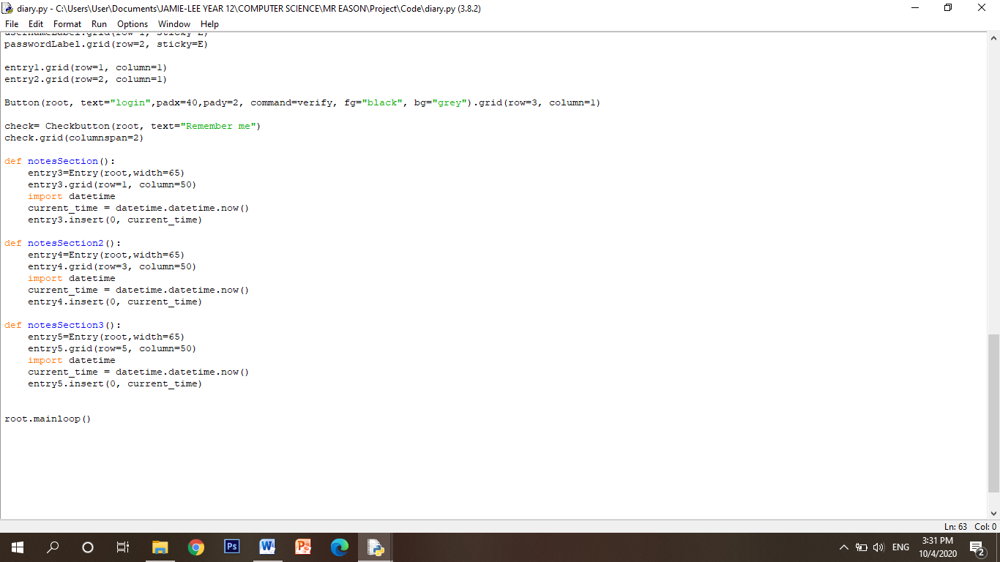 diary.py - C:\Users\User\Documents\JAMIE-LEE YEAR 12\COMPUTER SCIENCE\MR EASON\Project\Code\diary.py (3.8.2)
File Edit Format Run Options Window Help
usernameLabel.grid(row=1, sticky=E)
passwordLabel.grid(row=2, sticky=E)

entry1.grid(row=1, column=1)
entry2.grid(row=2, column=1)

Button(root, text="login",padx=40,pady=2, command=verify, fg="black", bg="grey").grid(row=3, column=1)

check= Checkbutton(root, text="Remember me")
check.grid(columnspan=2)

def notesSection():
    entry3=Entry(root,width=65)
    entry3.grid(row=1, column=50)
    import datetime
    current_time = datetime.datetime.now()
    entry3.insert(0, current_time)

def notesSection2():
    entry4=Entry(root,width=65)
    entry4.grid(row=3, column=50)
    import datetime
    current_time = datetime.datetime.now()
    entry4.insert(0, current_time)

def notesSection3():
    entry5=Entry(root,width=65)
    entry5.grid(row=5, column=50)
    import datetime
    current_time = datetime.datetime.now()
    entry5.insert(0, current_time)

root.mainloop()
Ln: 63 Col: 0
Ps
W
P
ENG
3:31 PM
10/4/2020
2